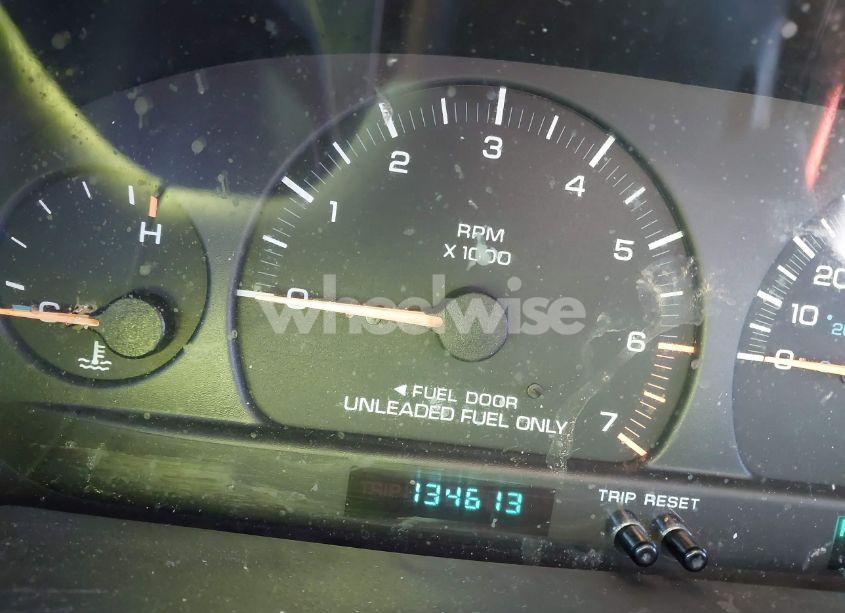 3
2
4
1
RPM
X 1000
5
H
20
10
20
0
0
C
wheelwise
6
◄ FUEL DOOR
UNLEADED FUEL ONLY
7
TRIP 134613
TRIP RESET